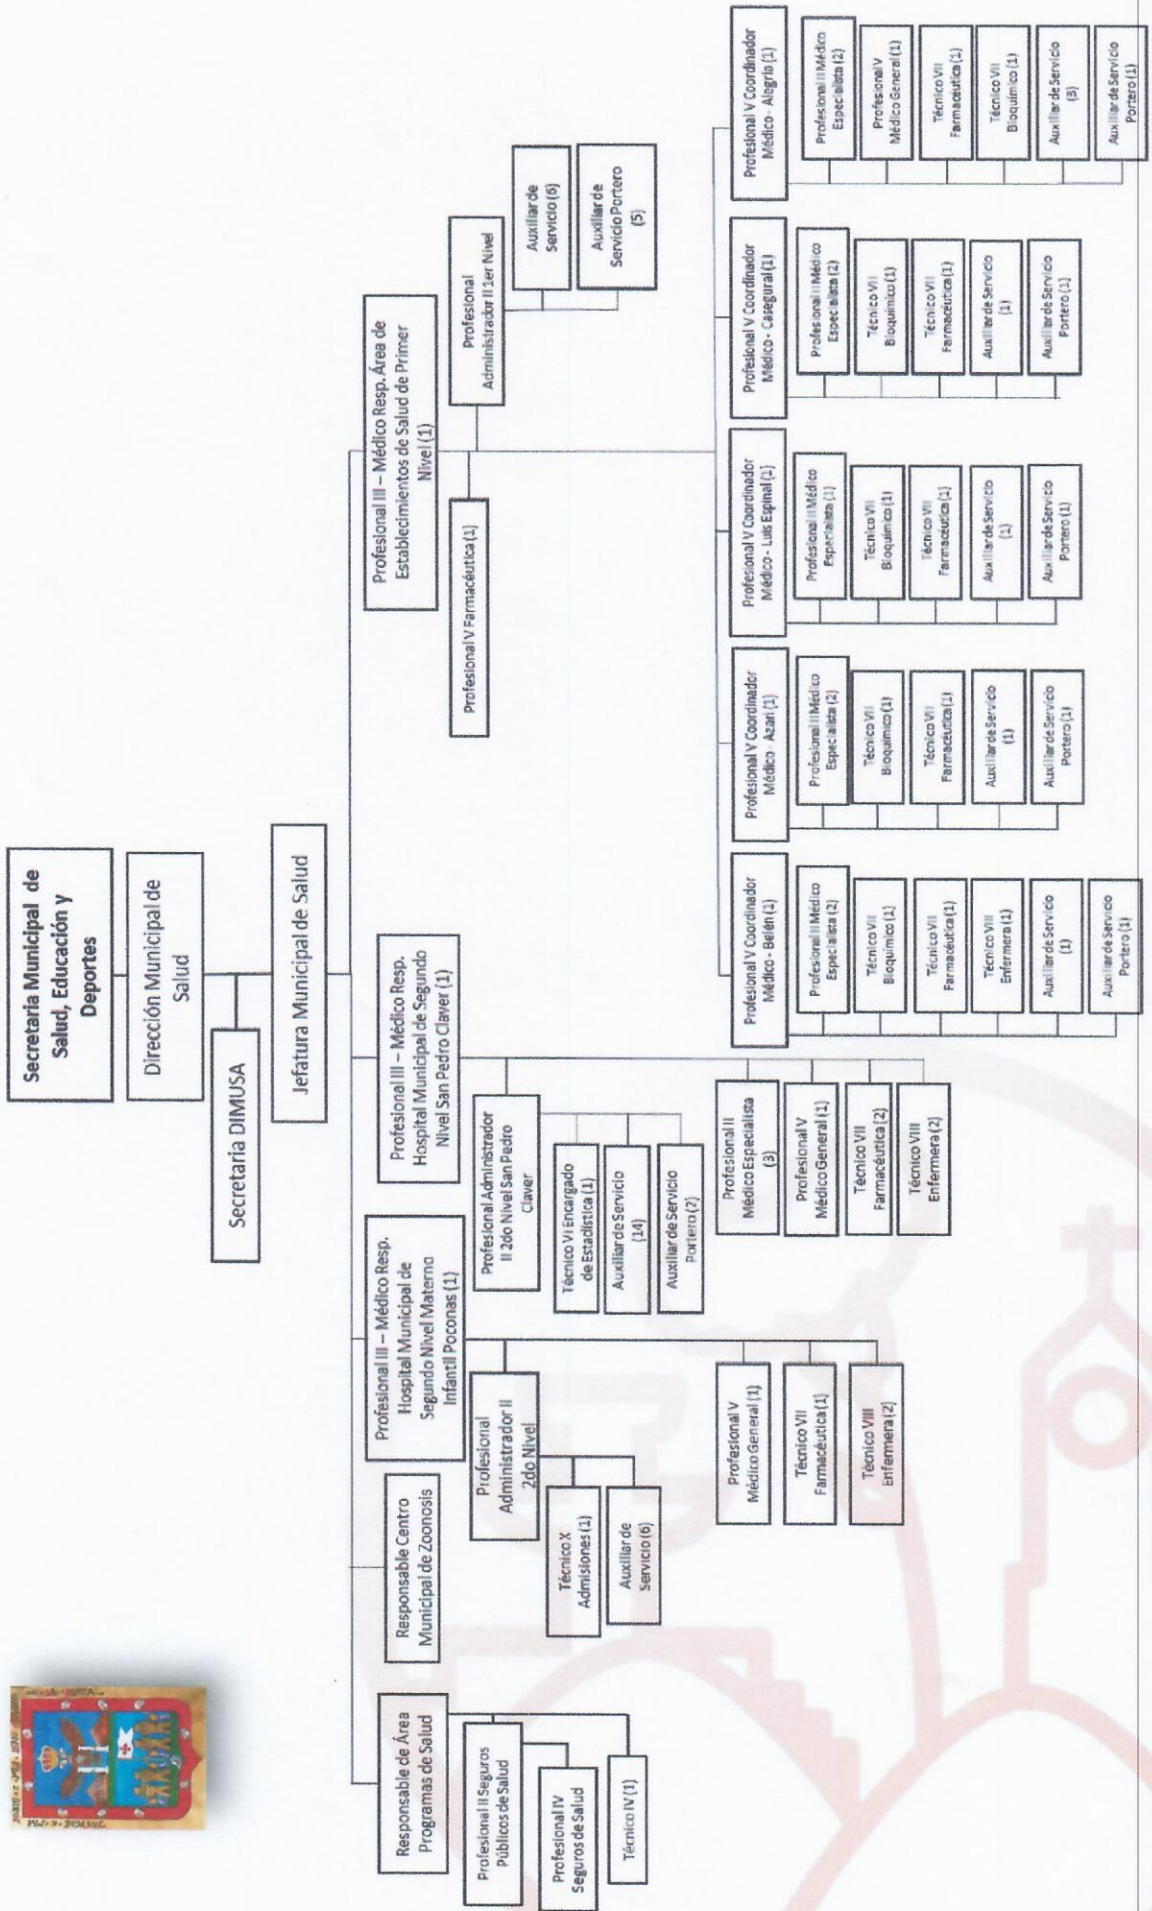 Secretaria Municipal de
Salud, Educación y
Deportes
Dirección Municipal de
Salud
Secretaria DIMUSA
Jefatura Municipal de Salud
Responsable de Área
Programas de Salud
Profesional II Seguros
Públicos de Salud
Profesional IV
Seguros de Salud
Técnico IV (1)
Responsable Centro
Municipal de Zoonosis
Profesional III – Médico Resp.
Hospital Municipal de
Segundo Nivel Materno
Infantil Poconas (1)
Profesional
Administrador II
2do Nivel
Técnico X
Admisiones (1)
Auxiliar de
Servicio (6)
Profesional V
Médico General (1)
Técnico VII
Farmacéutica (1)
Técnico VIII
Enfermera (2)
Profesional III – Médico Resp.
Hospital Municipal de Segundo
Nivel San Pedro Claver (1)
Profesional Administrador
II 2do Nivel San Pedro
Claver
Técnico Vi Encargado
de Estadística (1)
Auxiliar de Servicio
(14)
Auxiliar de Servicio
Portero (2)
Profesional II
Médico Especialista
(3)
Profesional V
Médico General (1)
Técnico VII
Farmacéutica (2)
Técnico VIII
Enfermera (2)
Profesional III – Médico Resp. Área de
Establecimientos de Salud de Primer
Nivel (1)
Profesional V Farmacéutica (1)
Profesional
Administrador II 1er Nivel
Auxiliar de
Servicio (6)
Auxiliar de
Servicio Portero
(5)
Profesional V Coordinador
Médico - Belén (1)
Profesional II Médico
Especialista (2)
Técnico VII
Bioquímico (1)
Técnico VII
Farmacéutica (1)
Técnico VIII
Enfermera (1)
Auxiliar de Servicio
(1)
Auxiliar de Servicio
Portero (1)
Profesional V Coordinador
Médico - Azari (1)
Profesional II Médico
Especialista (2)
Técnico VII
Bioquímico (1)
Técnico VII
Farmacéutica (1)
Auxiliar de Servicio
(1)
Auxiliar de Servicio
Portero (1)
Profesional V Coordinador
Médico - Luis Espinal (1)
Profesional II Médico
Especialista (1)
Técnico VII
Bioquímico (1)
Técnico VII
Farmacéutica (1)
Auxiliar de Servicio
(1)
Auxiliar de Servicio
Portero (1)
Profesional V Coordinador
Médico - Casegural (1)
Profesional II Médico
Especialista (2)
Técnico VII
Bioquímico (1)
Técnico VII
Farmacéutica (1)
Auxiliar de Servicio
(1)
Auxiliar de Servicio
Portero (1)
Profesional V Coordinador
Médico - Alegría (1)
Profesional II Médico
Especialista (2)
Profesional V
Médico General (1)
Técnico VII
Farmacéutica (1)
Técnico VII
Bioquímico (1)
Auxiliar de Servicio
(3)
Auxiliar de Servicio
Portero (1)